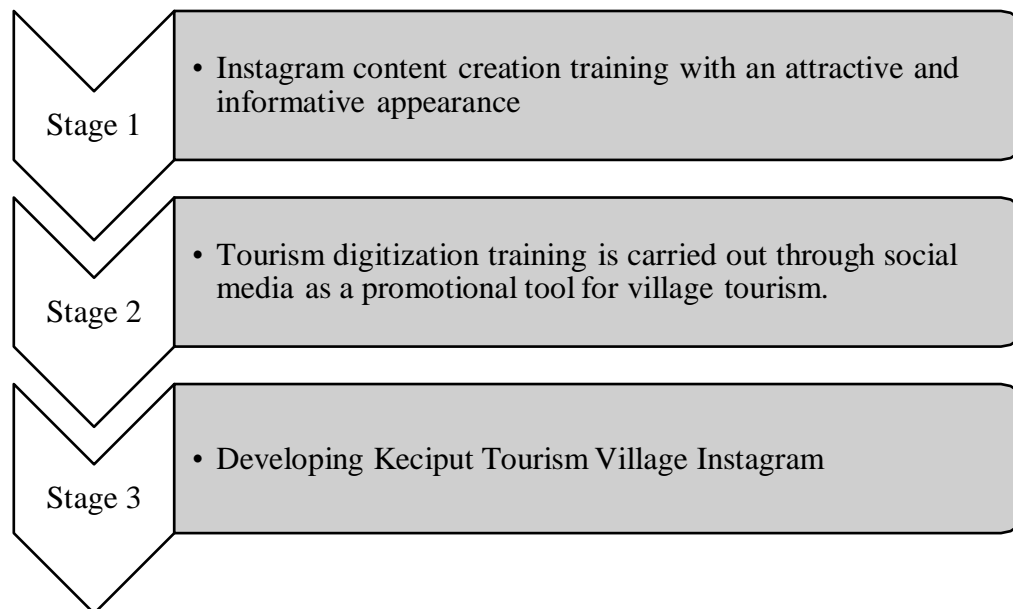 Stage 1
• Instagram content creation training with an attractive and
informative appearance
Stage 2
• Tourism digitization training is carried out through social
media as a promotional tool for village tourism.
Stage 3
• Developing Keciput Tourism Village Instagram